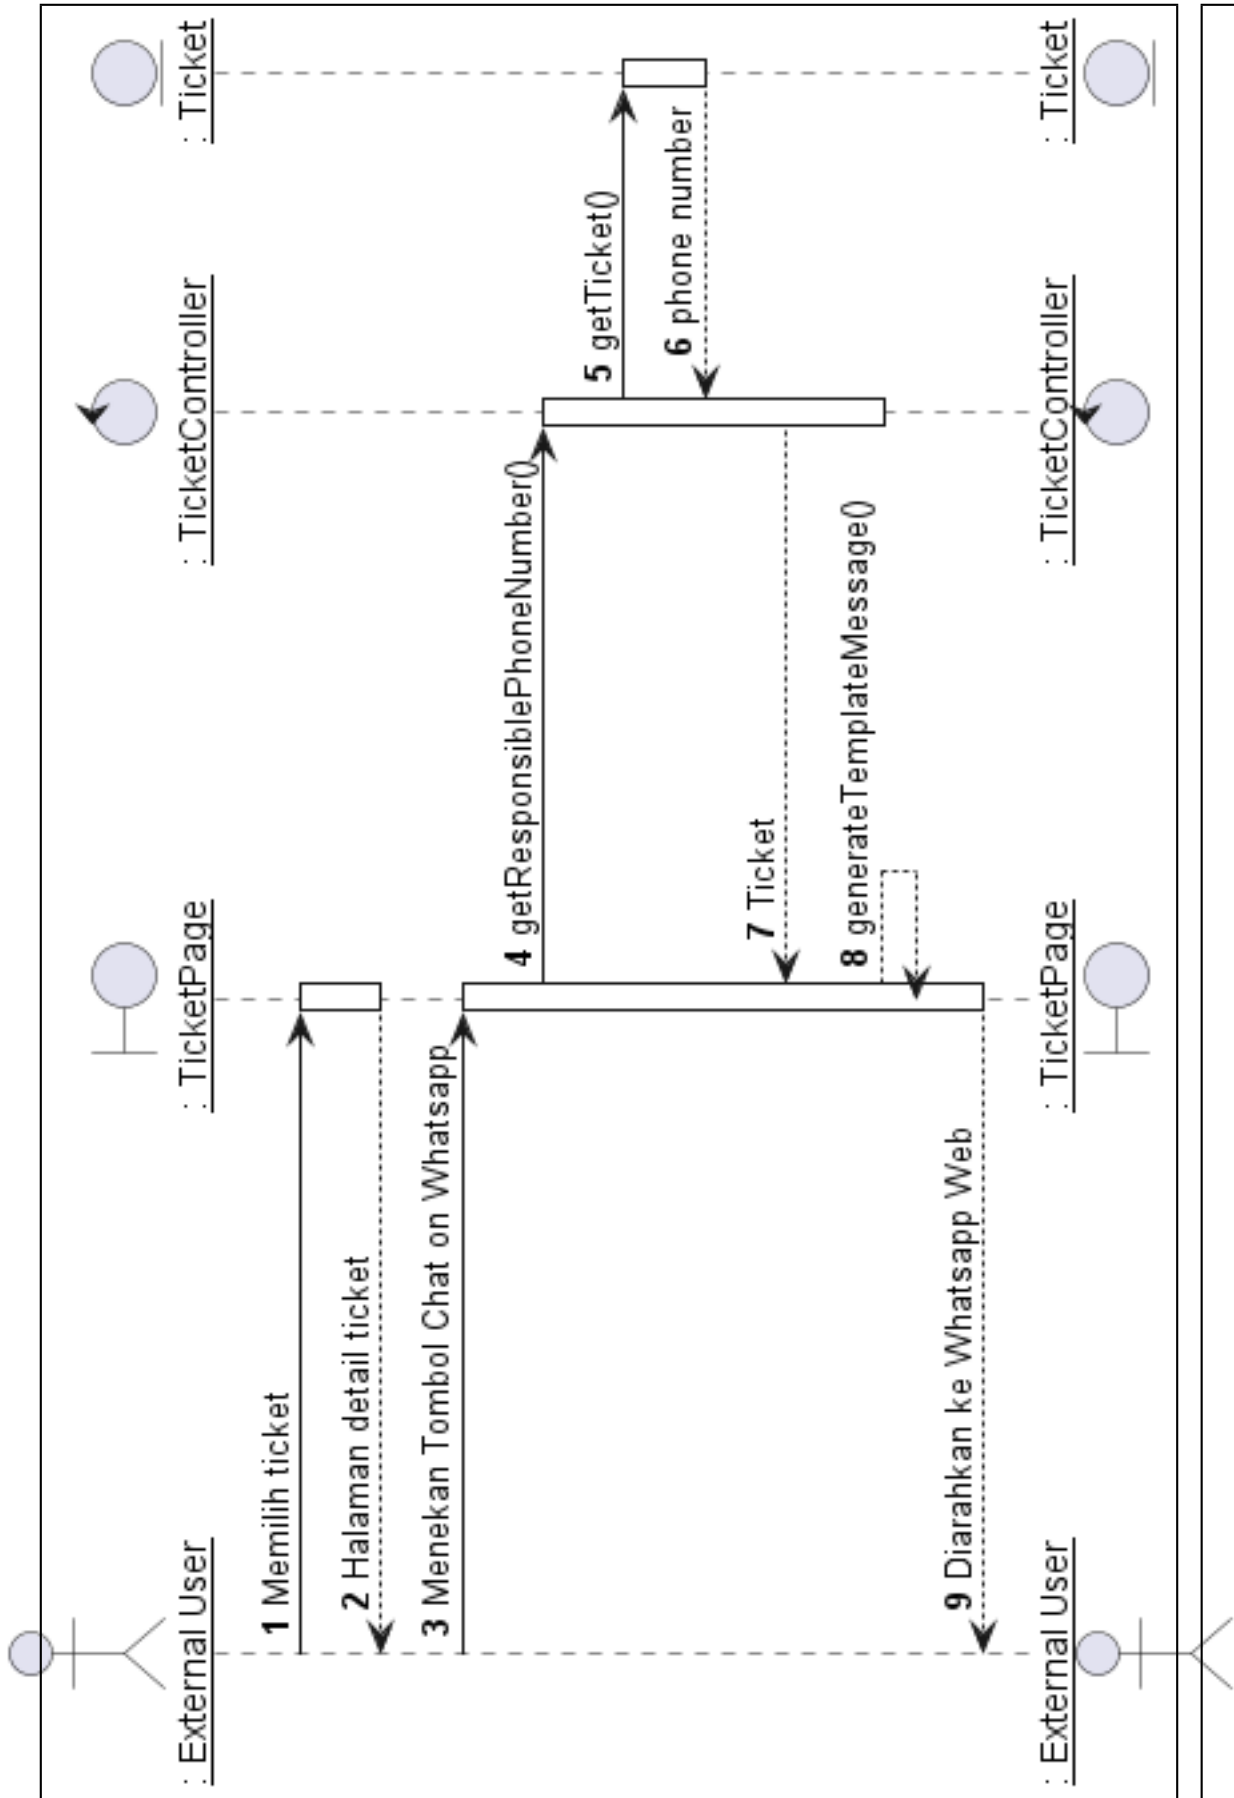 : External User
: TicketPage
: TicketController
: Ticket
1 Memilih ticket
2 Halaman detail ticket
3 Menekan Tombol Chat on Whatsapp
4 getResponsiblePhoneNumber()
5 getTicket()
6 phone number
7 Ticket
8 generateTemplateMessage()
9 Diarahkan ke Whatsapp Web
: External User
: TicketPage
: TicketController
: Ticket